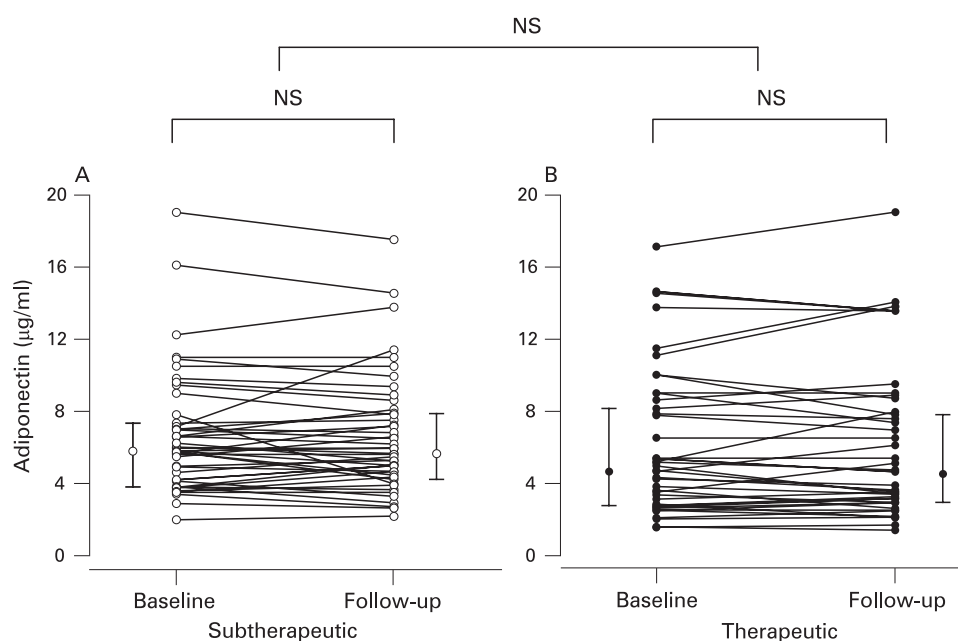 NS
NS
NS
A
B
Adiponectin (μg/ml)
20
16
12
8
4
0
20
16
12
8
4
0
Baseline
Follow-up
Baseline
Follow-up
Subtherapeutic
Therapeutic